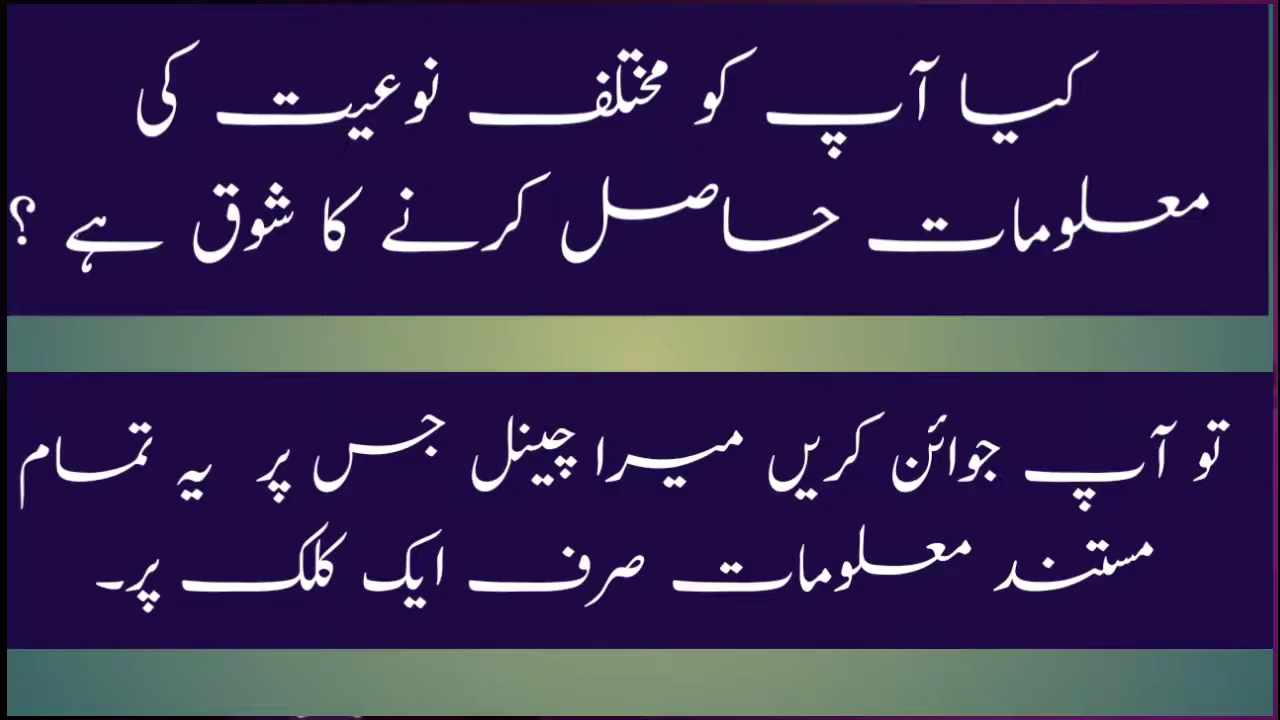 کیا آپ کو مختلف نوعیت کی
معلومات حاصل کرنے کا شوق ہے ؟
تو آپ جوائن کریں میرا چینل جس پر یہ تمام
مستند معلومات صرف ایک کلک پر۔